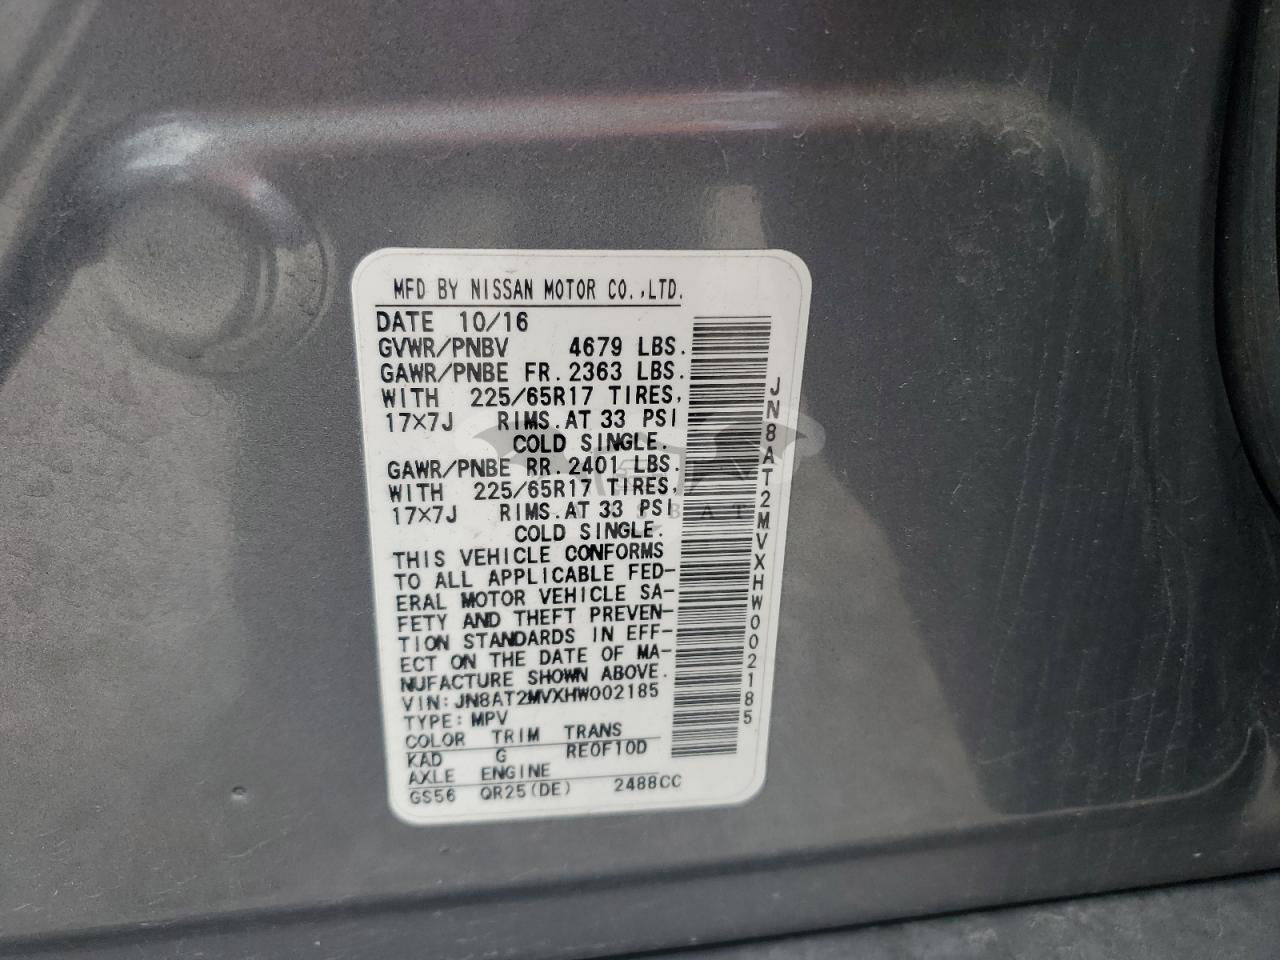 MFD BY NISSAN MOTOR CO.,LTD.
DATE 10/16
GVWR/PNBV 4679 LBS.
GAWR/PNBE FR. 2363 LBS.
WITH 225/65R17 TIRES,
17×7J RIMS. AT 33 PSI
COLD SINGLE.
GAWR/PNBE RR. 2401 LBS.
WITH 225/65R17 TIRES,
17×7J RIMS. AT 33 PSI
COLD SINGLE.
THIS VEHICLE CONFORMS
TO ALL APPLICABLE FED-
ERAL MOTOR VEHICLE SA-
FETY AND THEFT PREVEN-
TION STANDARDS IN EFF-
ECT ON THE DATE OF MA-
NUFACTURE SHOWN ABOVE.
VIN: JN8AT2MVXHW002185
TYPE: MPV
COLOR TRIM TRANS
KAD G RE0F10D
AXLE ENGINE
GS56 QR25(DE) 2488CC
JN8AT2MVXHW002185